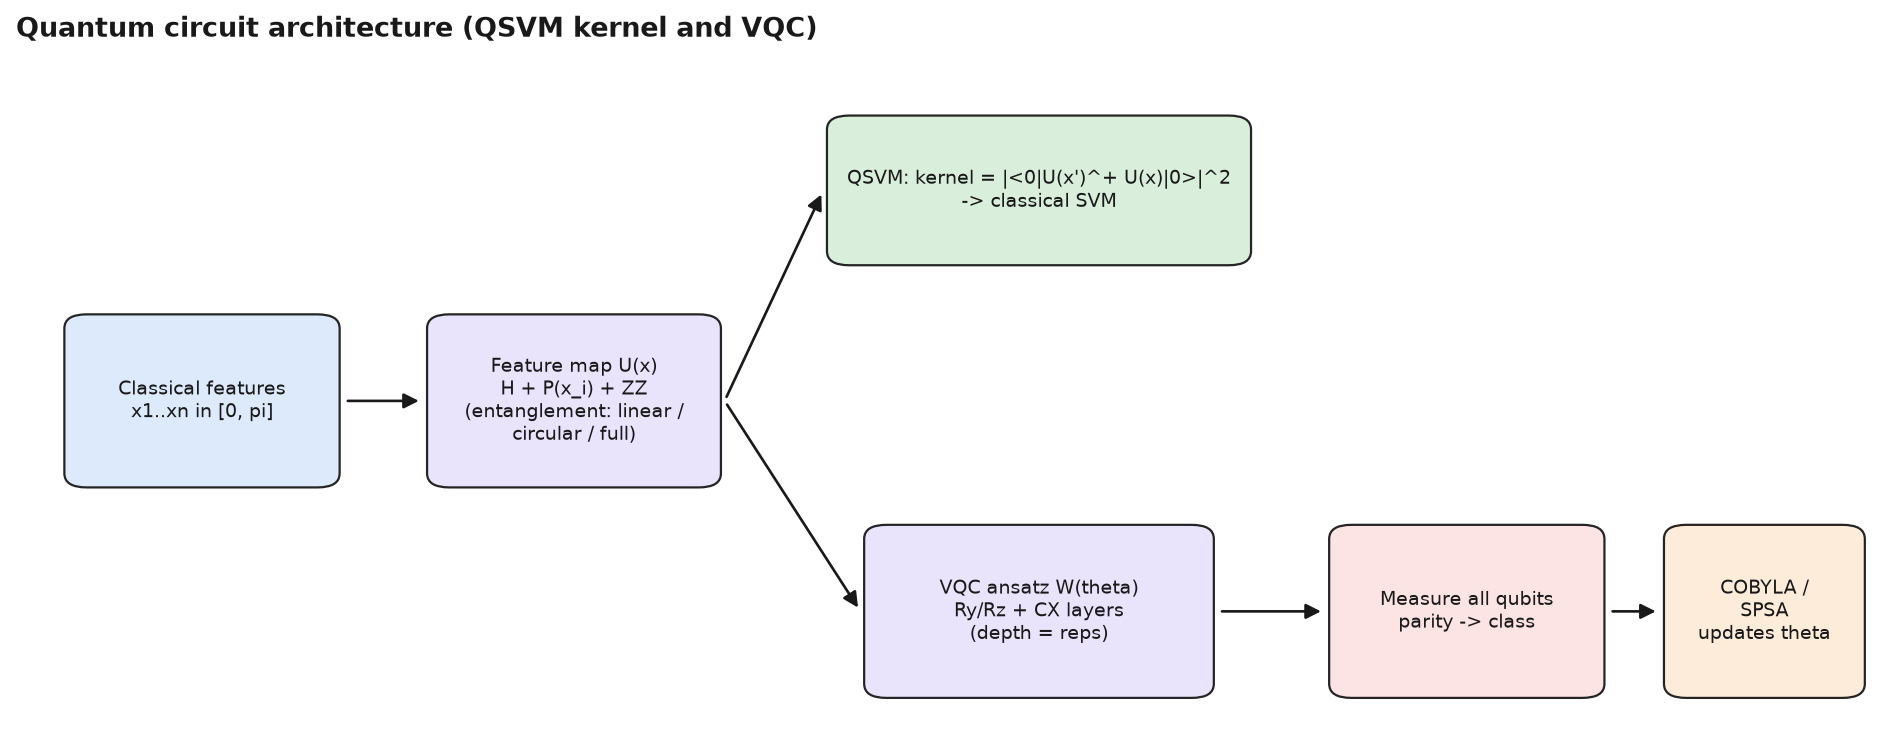 Quantum circuit architecture (QSVM kernel and VQC)
QSVM: kernel = |<0|U(x')^+ U(x)|0>|^2
-> classical SVM
Classical features
x1..xn in [0, pi]
Feature map U(x)
H + P(x_i) + ZZ
(entanglement: linear /
circular / full)
VQC ansatz W(theta)
Ry/Rz + CX layers
(depth = reps)
Measure all qubits
parity -> class
COBYLA /
SPSA
updates theta